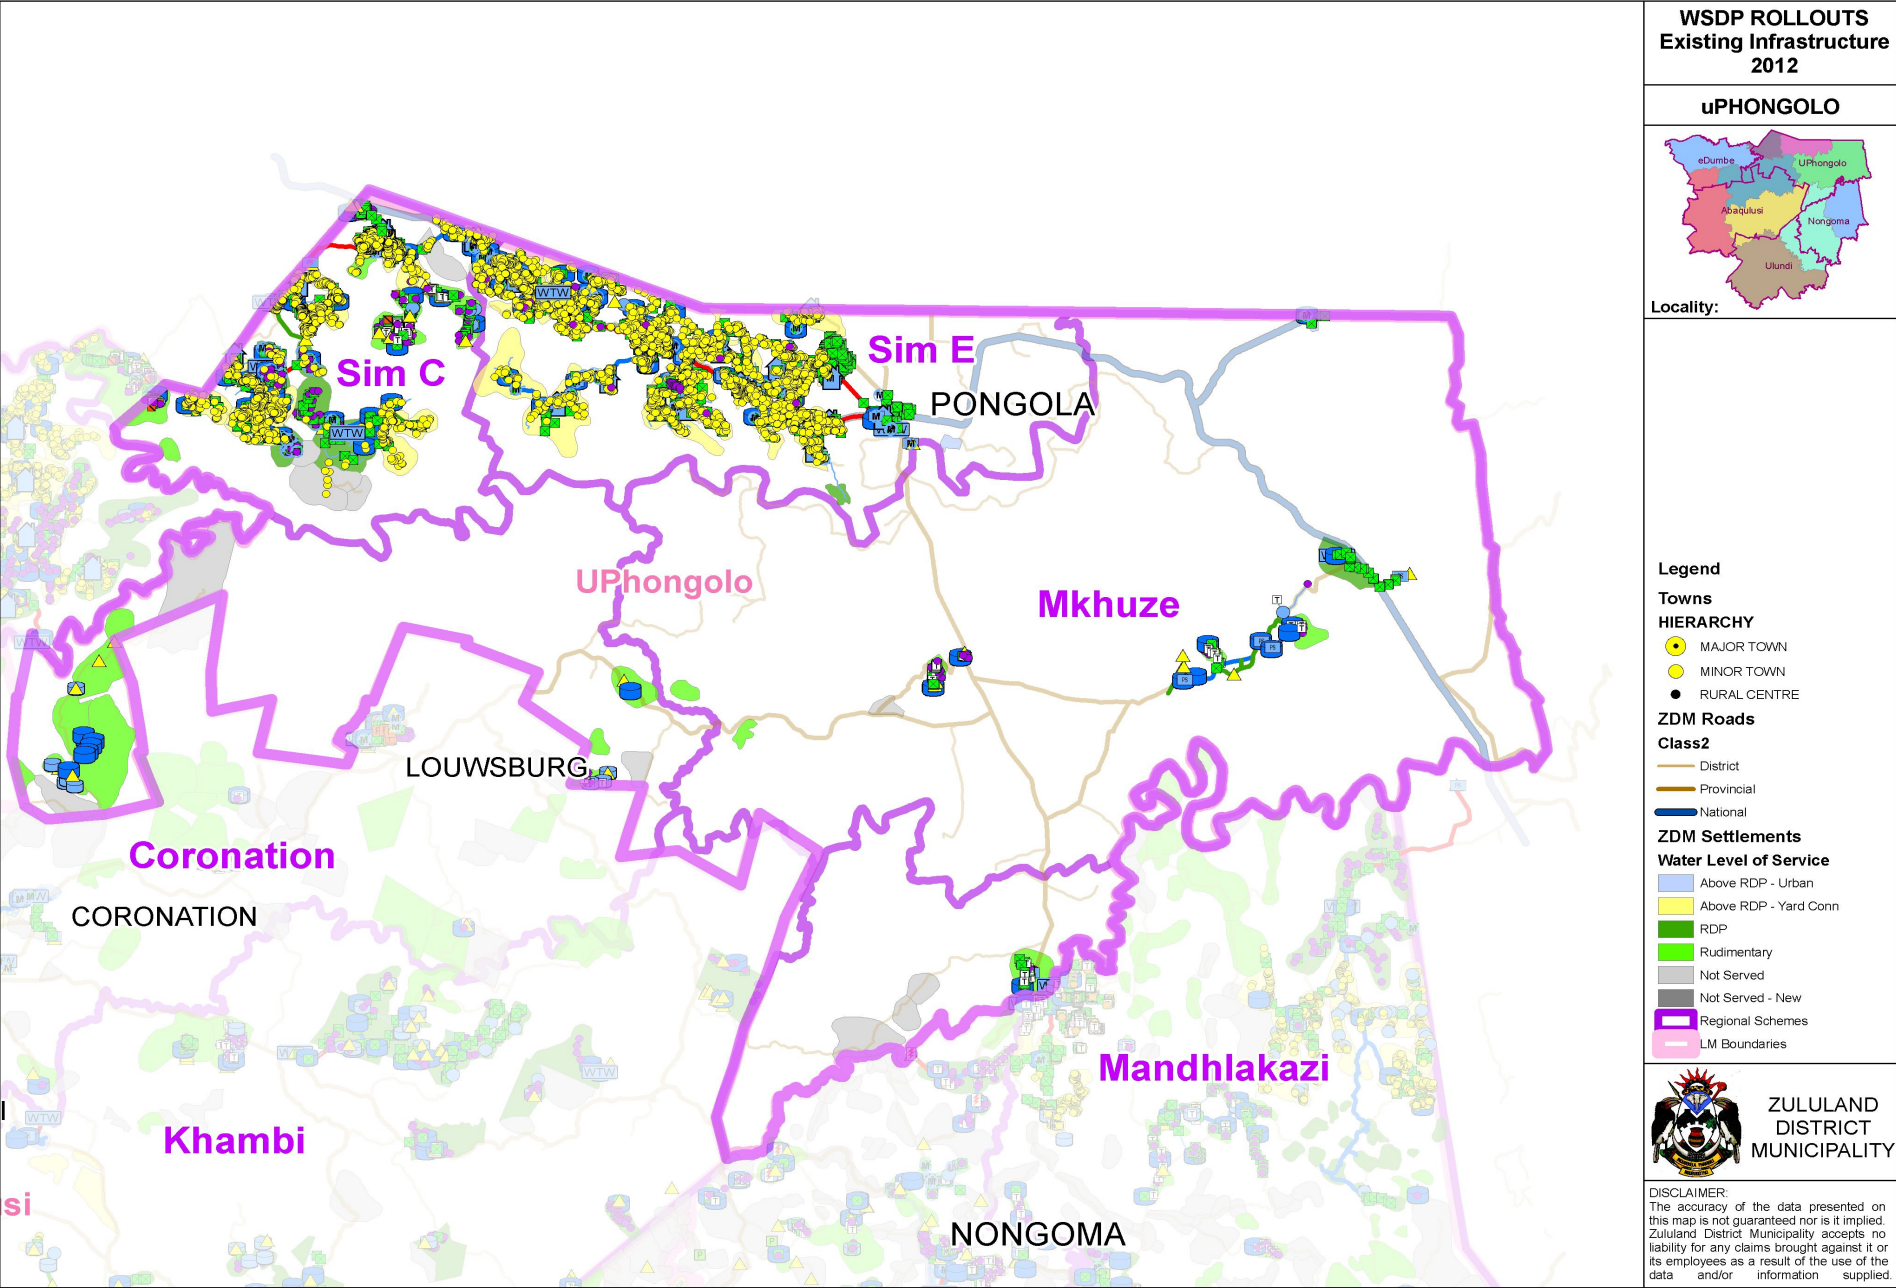 WSDP ROLLOUTS
Existing Infrastructure
2012
uPHONGOLO
eDumbe
UPhongolo
Abaqulusi
Nongoma
Ulundi
Locality:
Sim C
Sim E
PONGOLA
WTW
WTW
UPhongolo
Mkhuze
LOUWSBURG
Coronation
CORONATION
Mandhlakazi
Khambi
NONGOMA
si
Legend
Towns
HIERARCHY
MAJOR TOWN
MINOR TOWN
RURAL CENTRE
ZDM Roads
Class2
District
Provincial
National
ZDM Settlements
Water Level of Service
Above RDP - Urban
Above RDP - Yard Conn
RDP
Rudimentary
Not Served
Not Served - New
Regional Schemes
LM Boundaries
ZULULAND
DISTRICT
MUNICIPALITY
DISCLAIMER:
The accuracy of the data presented on
this map is not guaranteed nor is it implied.
Zululand District Municipality accepts no
liability for any claims brought against it or
its employees as a result of the use of the
data and/or information supplied